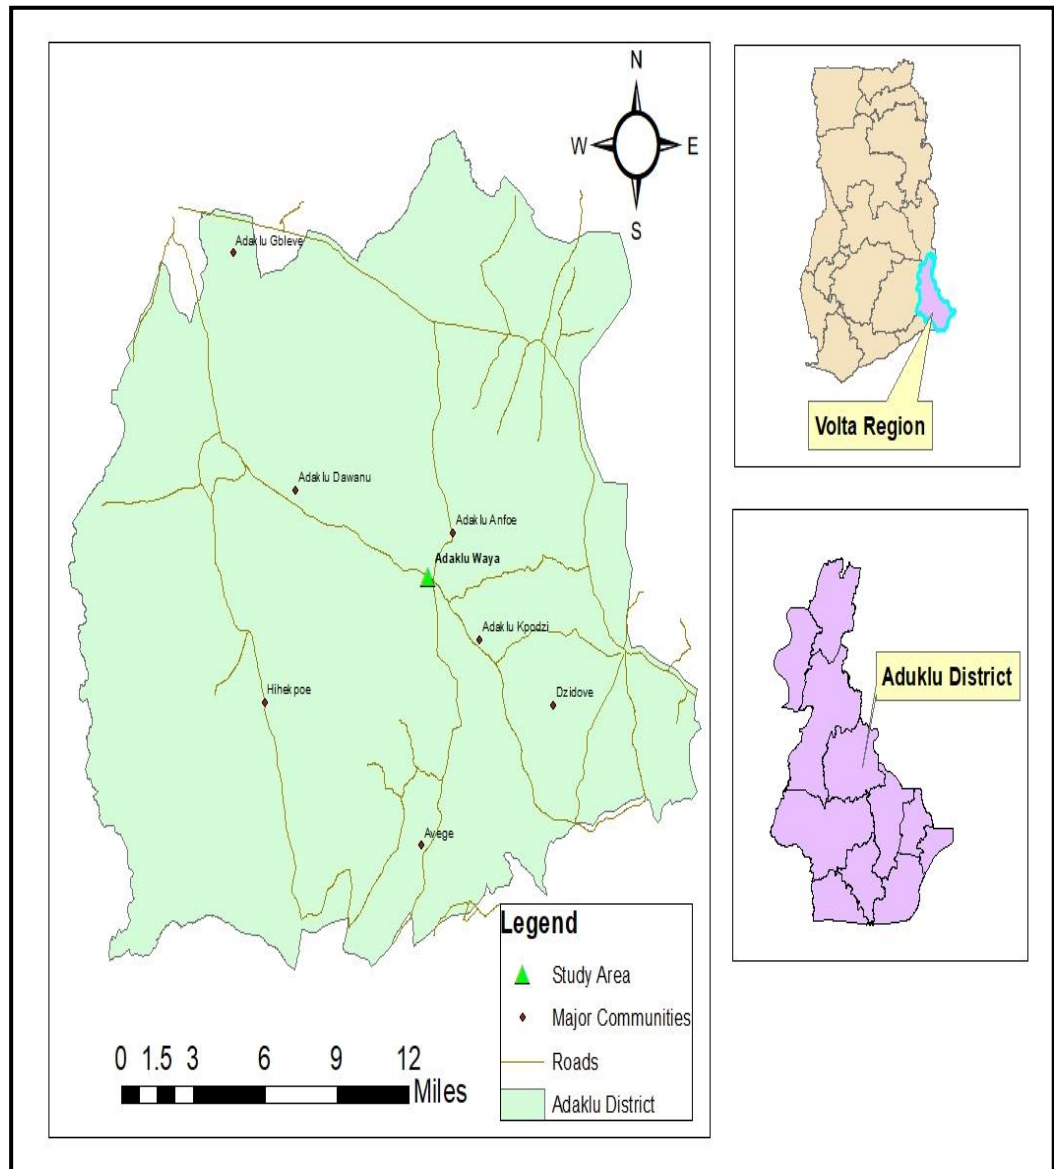 N
W E
S
Adaklu Gbleve
Adaklu Dawanu
Adaklu Anfoe
Adaklu Waya
Adaklu Kpodzi
Hihekpoe
Dzidove
Avege
Legend
Study Area
Major Communities
Roads
Adaklu District
0 1.5 3 6 9 12
Miles
Volta Region
Aduklu District